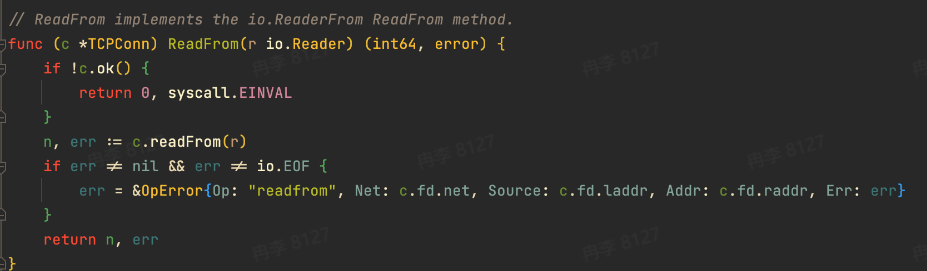 // ReadFrom implements the io.ReaderFrom ReadFrom method.
func (c *TCPConn) ReadFrom(r io.Reader) (int64, error) {
    if !c.ok() {
        return 0, syscall.EINVAL
    }
    n, err := c.readFrom(r)
    if err ≠ nil && err ≠ io.EOF {
        err = &OpError{Op: "readfrom", Net: c.fd.net, Source: c.fd.laddr, Addr: c.fd.raddr, Err: err}
    }
    return n, err
}
冉李 8127
冉李 8127
冉李 8127
冉李 8127
冉李 8127
冉李 8127
冉李 8127